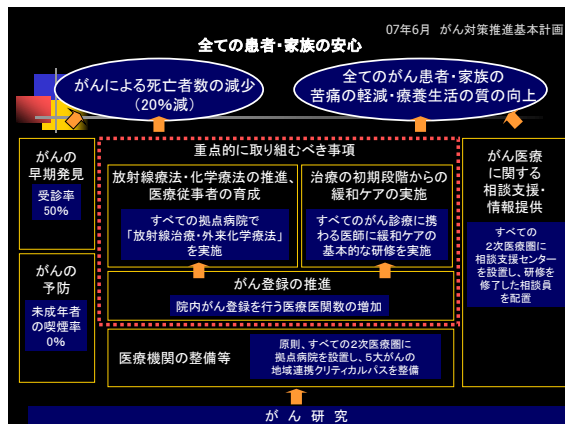 07年6月 がん対策推進基本計画
全ての患者・家族の安心
がんによる死亡者数の減少
(20%減)
全てのがん患者・家族の
苦痛の軽減・療養生活の質の向上
がんの
早期発見
受診率
50%
がんの
予防
未成年者
の喫煙率
0%
重点的に取り組むべき事項
放射線療法・化学療法の推進、
医療従事者の育成
すべての拠点病院で
「放射線治療・外来化学療法」
を実施
治療の初期段階からの
緩和ケアの実施
すべてのがん診療に携
わる医師に緩和ケアの
基本的な研修を実施
がん登録の推進
院内がん登録を行う医療医関数の増加
医療機関の整備等
原則、すべての2次医療圏に
拠点病院を設置し、5大がんの
地域連携クリティカルパスを整備
がん医療
に関する
相談支援・
情報提供
すべての
2次医療圏に
相談支援センター
を設置し、研修を
修了した相談員
を配置
がん研究